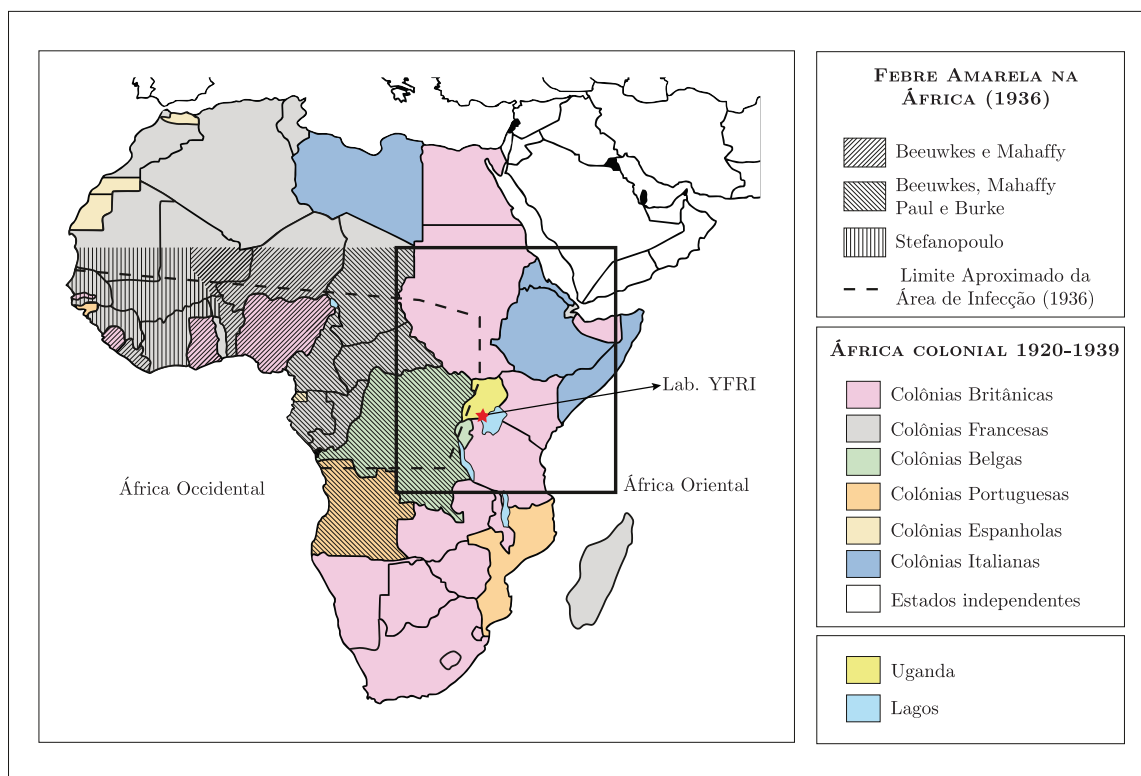 Lab. YFRI
África Occidental
África Oriental
Febre Amarela na
África (1936)
Beeuwkes e Mahaffy
Beeuwkes, Mahaffy
Paul e Burke
Stefanopoulo
Limite Aproximado da
Área de Infecção (1936)
África colonial 1920-1939
Colônias Britânicas
Colônias Francesas
Colônias Belgas
Colónias Portuguesas
Colônias Espanholas
Colônias Italianas
Estados independentes
Uganda
Lagos